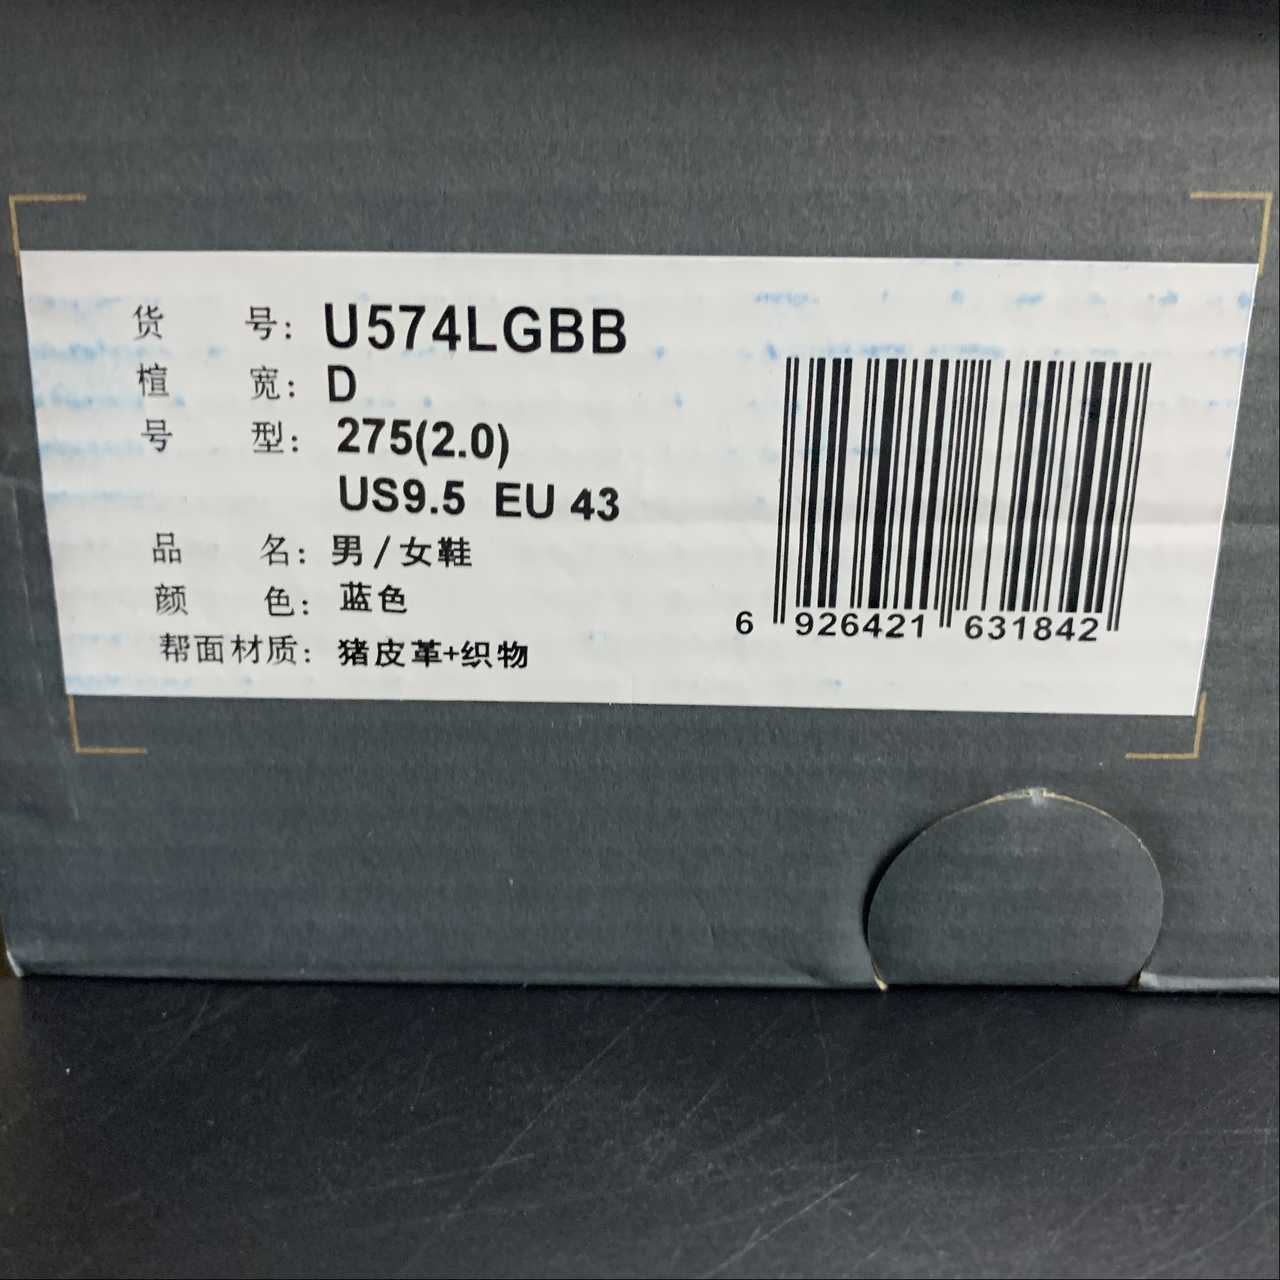 货 号: U574LGBB
楦 宽: D
号 型: 275(2.0)
US9.5 EU 43
品 名: 男/女鞋
颜 色: 蓝色
帮面材质: 猪皮革+织物
6 926421 631842